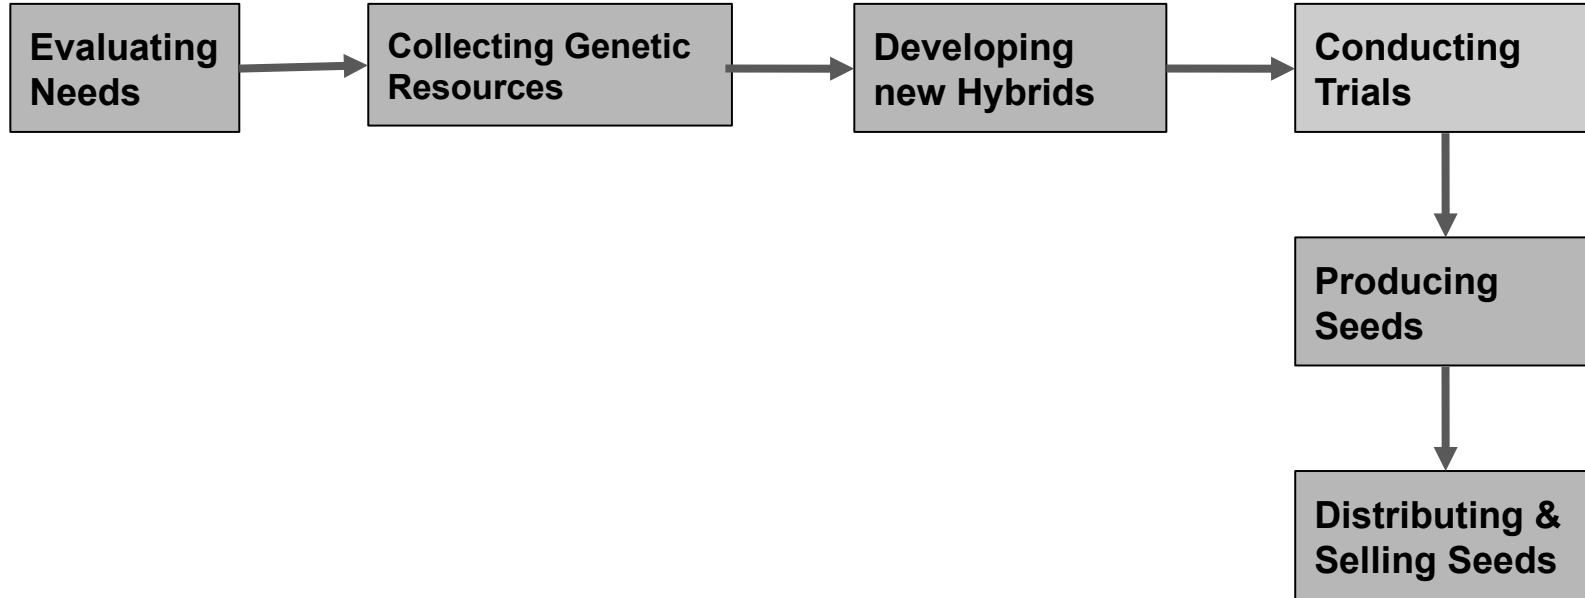 Evaluating
Needs
Collecting Genetic
Resources
Developing
new Hybrids
Conducting
Trials
Producing
Seeds
Distributing &
Selling Seeds